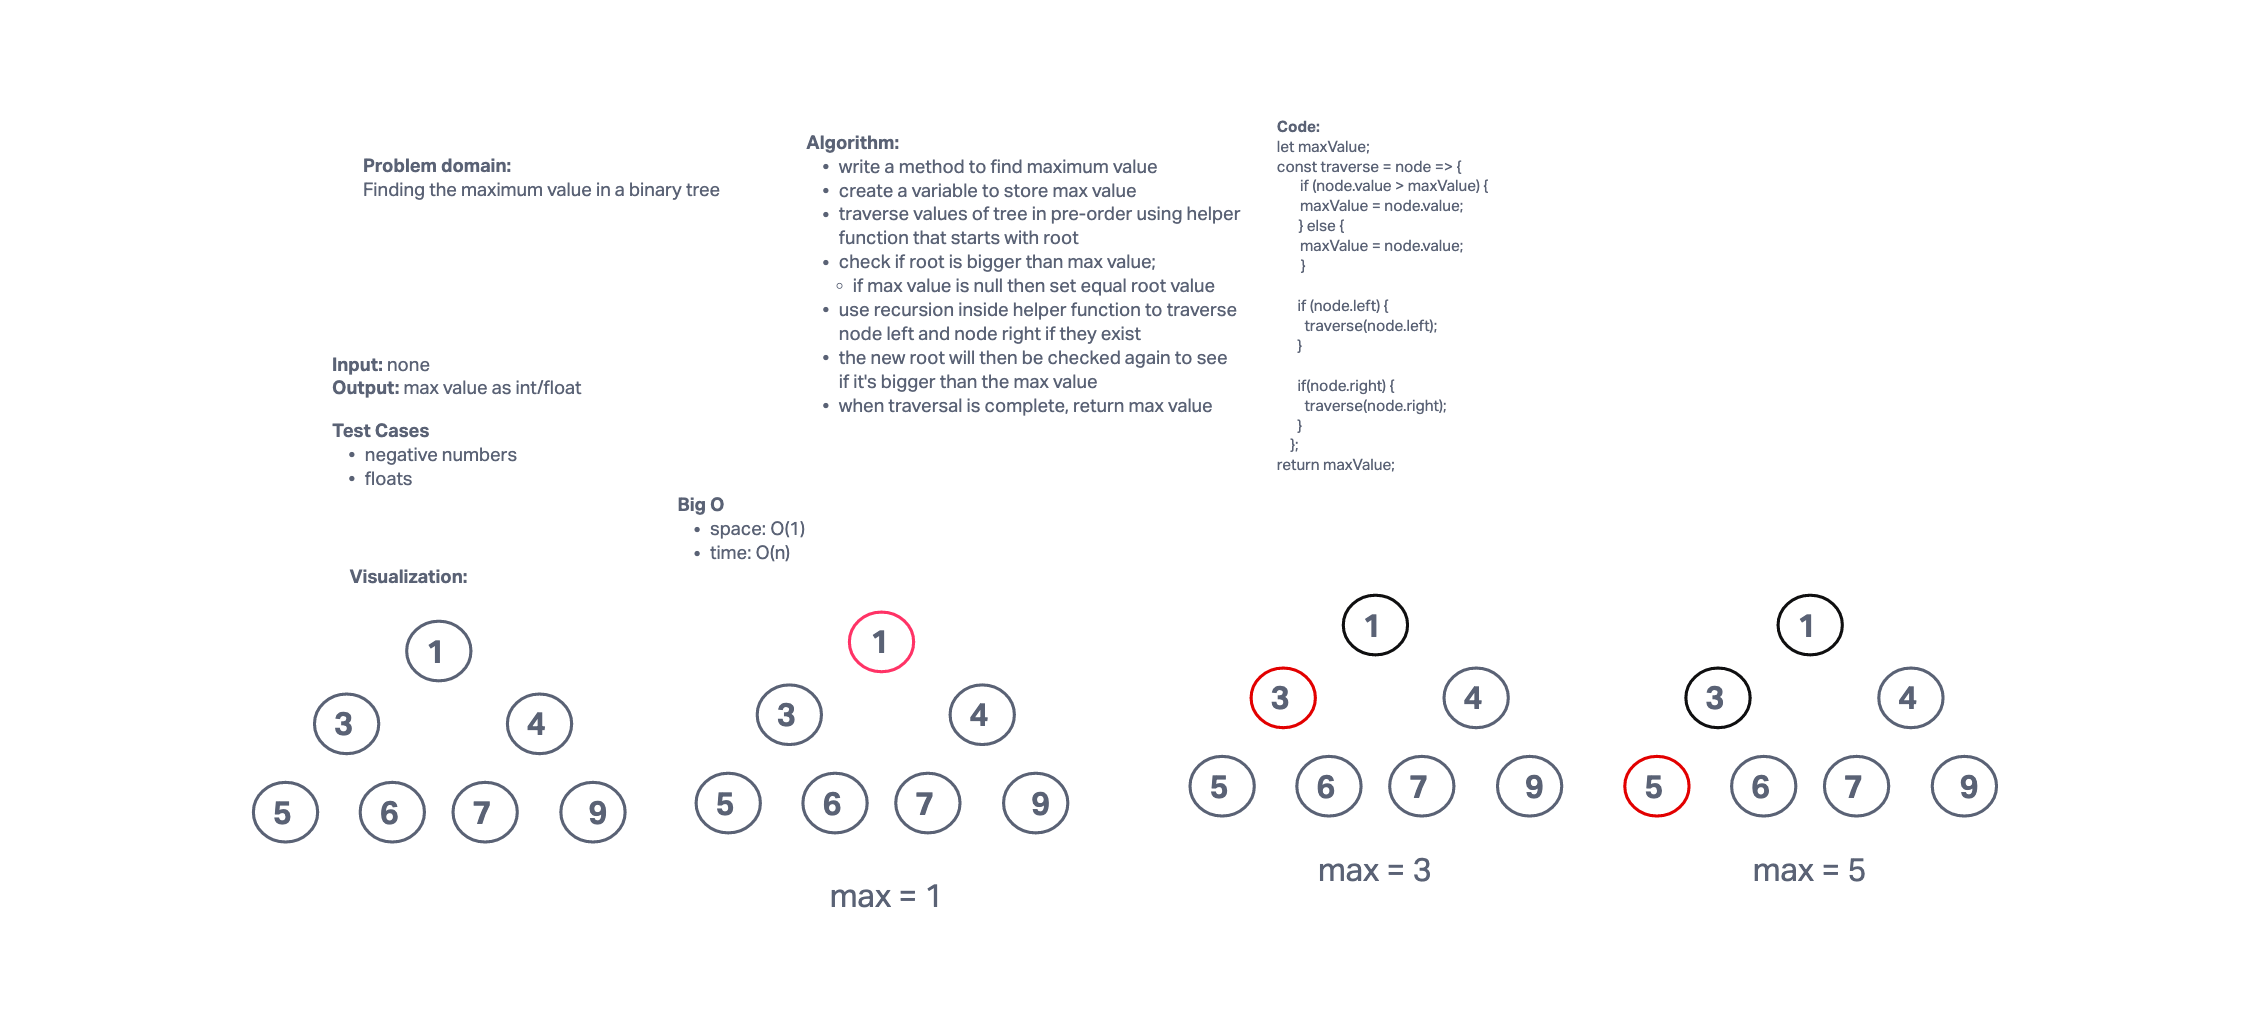 Problem domain:
Finding the maximum value in a binary tree
Input: none
Output: max value as int/float
Test Cases
• negative numbers
• floats
Algorithm:
• write a method to find maximum value
• create a variable to store max value
• traverse values of tree in pre-order using helper
function that starts with root
• check if root is bigger than max value;
◦ if max value is null then set equal root value
• use recursion inside helper function to traverse
node left and node right if they exist
• the new root will then be checked again to see
if it's bigger than the max value
• when traversal is complete, return max value
Big O
• space: O(1)
• time: O(n)
Code:
let maxValue;
const traverse = node => {
if (node.value > maxValue) {
maxValue = node.value;
} else {
maxValue = node.value;
}
if (node.left) {
traverse(node.left);
}
if(node.right) {
traverse(node.right);
}
};
return maxValue;
Visualization:
1
3 4
5 6 7 9
1
3 4
5 6 7 9
max = 1
1
3 4
5 6 7 9
max = 3
1
3 4
5 6 7 9
max = 5